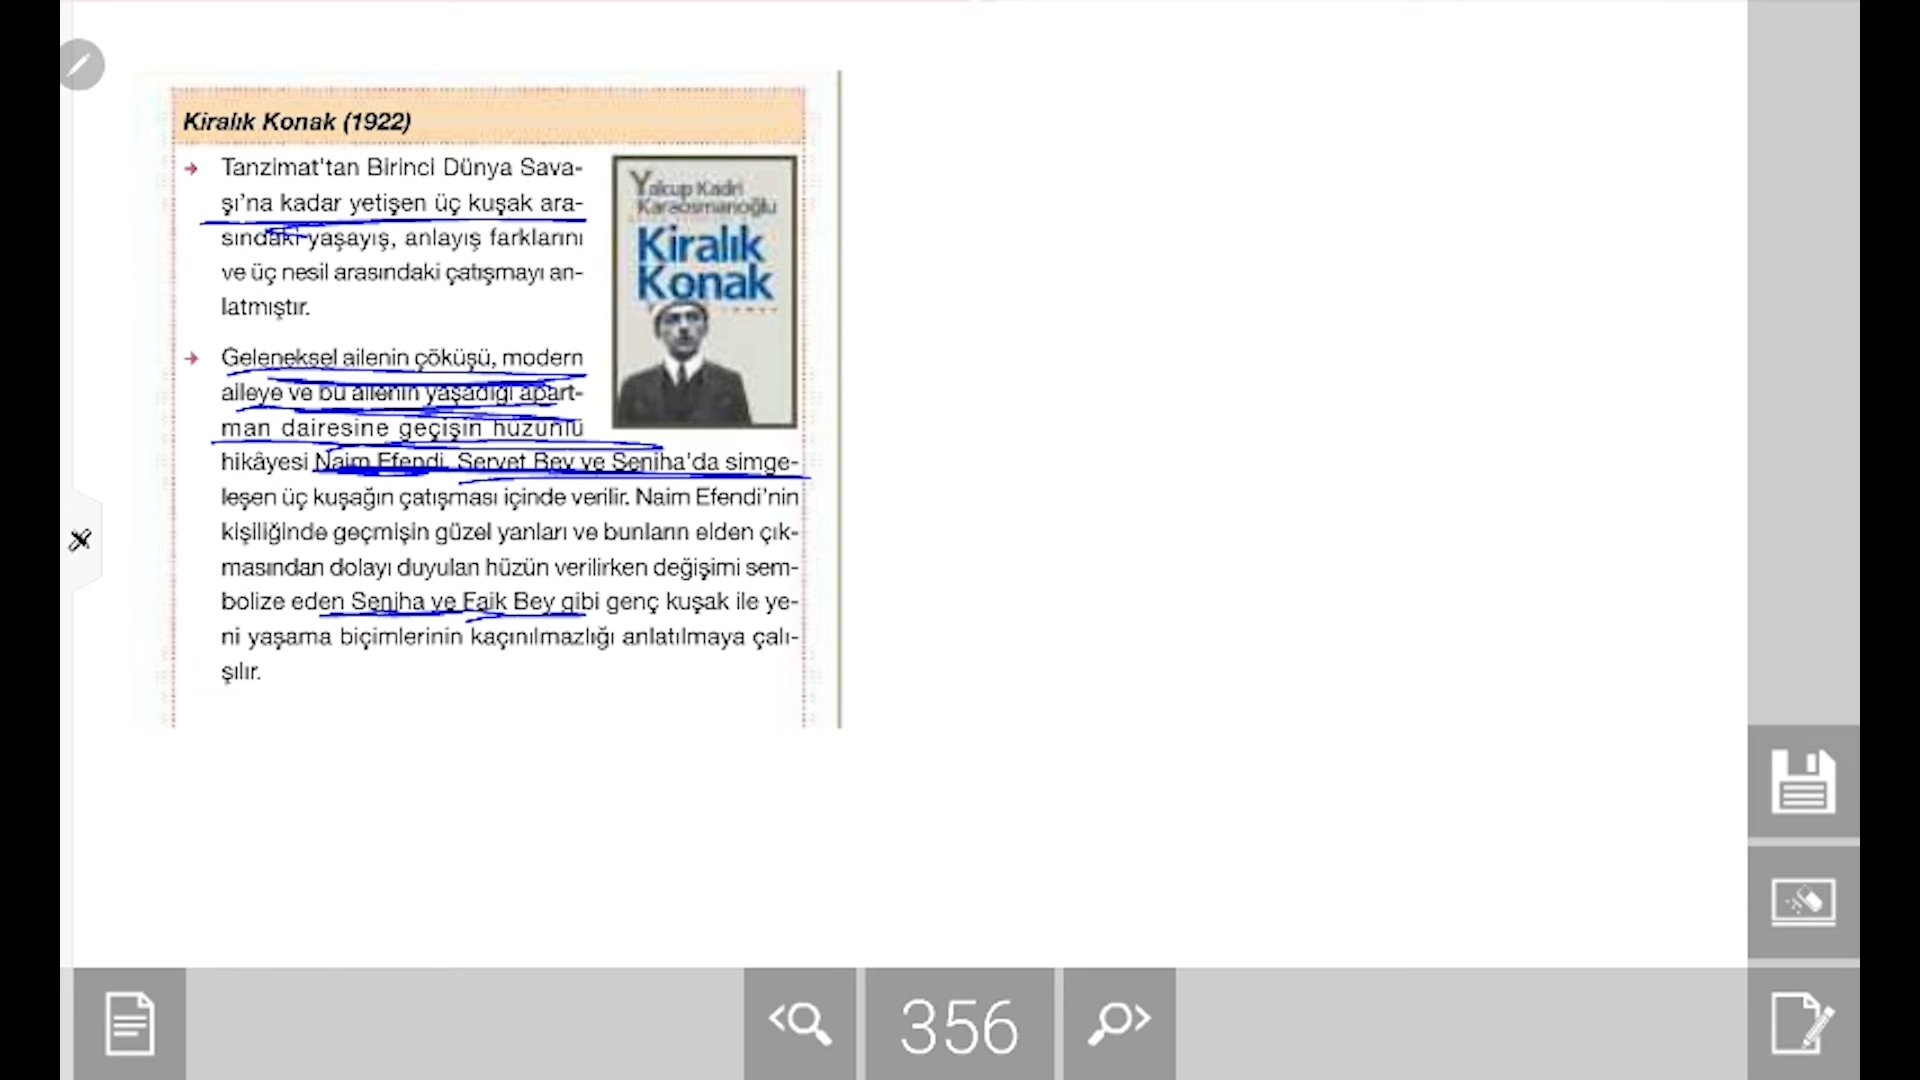 Kiralık Konak (1922)
Tanzimat'tan Birinci Dünya Sava-
şı'na kadar yetişen üç kuşak ara-
sındaki yaşayış, anlayış farklarını
ve üç nesil arasındaki çatışmayı an-
latmıştır.
Yakup Kadri
Karaosmanoğlu
Kiralık
Konak
Geleneksel ailenin çöküşü, modern
aileye ve bu ailenin yaşadığı apart-
man dairesine geçişin hüzünlü
hikâyesi Naim Efendi, Servet Bey ve Seniha'da simge-
leşen üç kuşağın çatışması içinde verilir. Naim Efendi'nin
kişiliğinde geçmişin güzel yanları ve bunların elden çık-
masından dolayı duyulan hüzün verilirken değişimi sem-
bolize eden Seniha ve Faik Bey gibi genç kuşak ile ye-
ni yaşama biçimlerinin kaçınılmazlığı anlatılmaya çalı-
şılır.
356